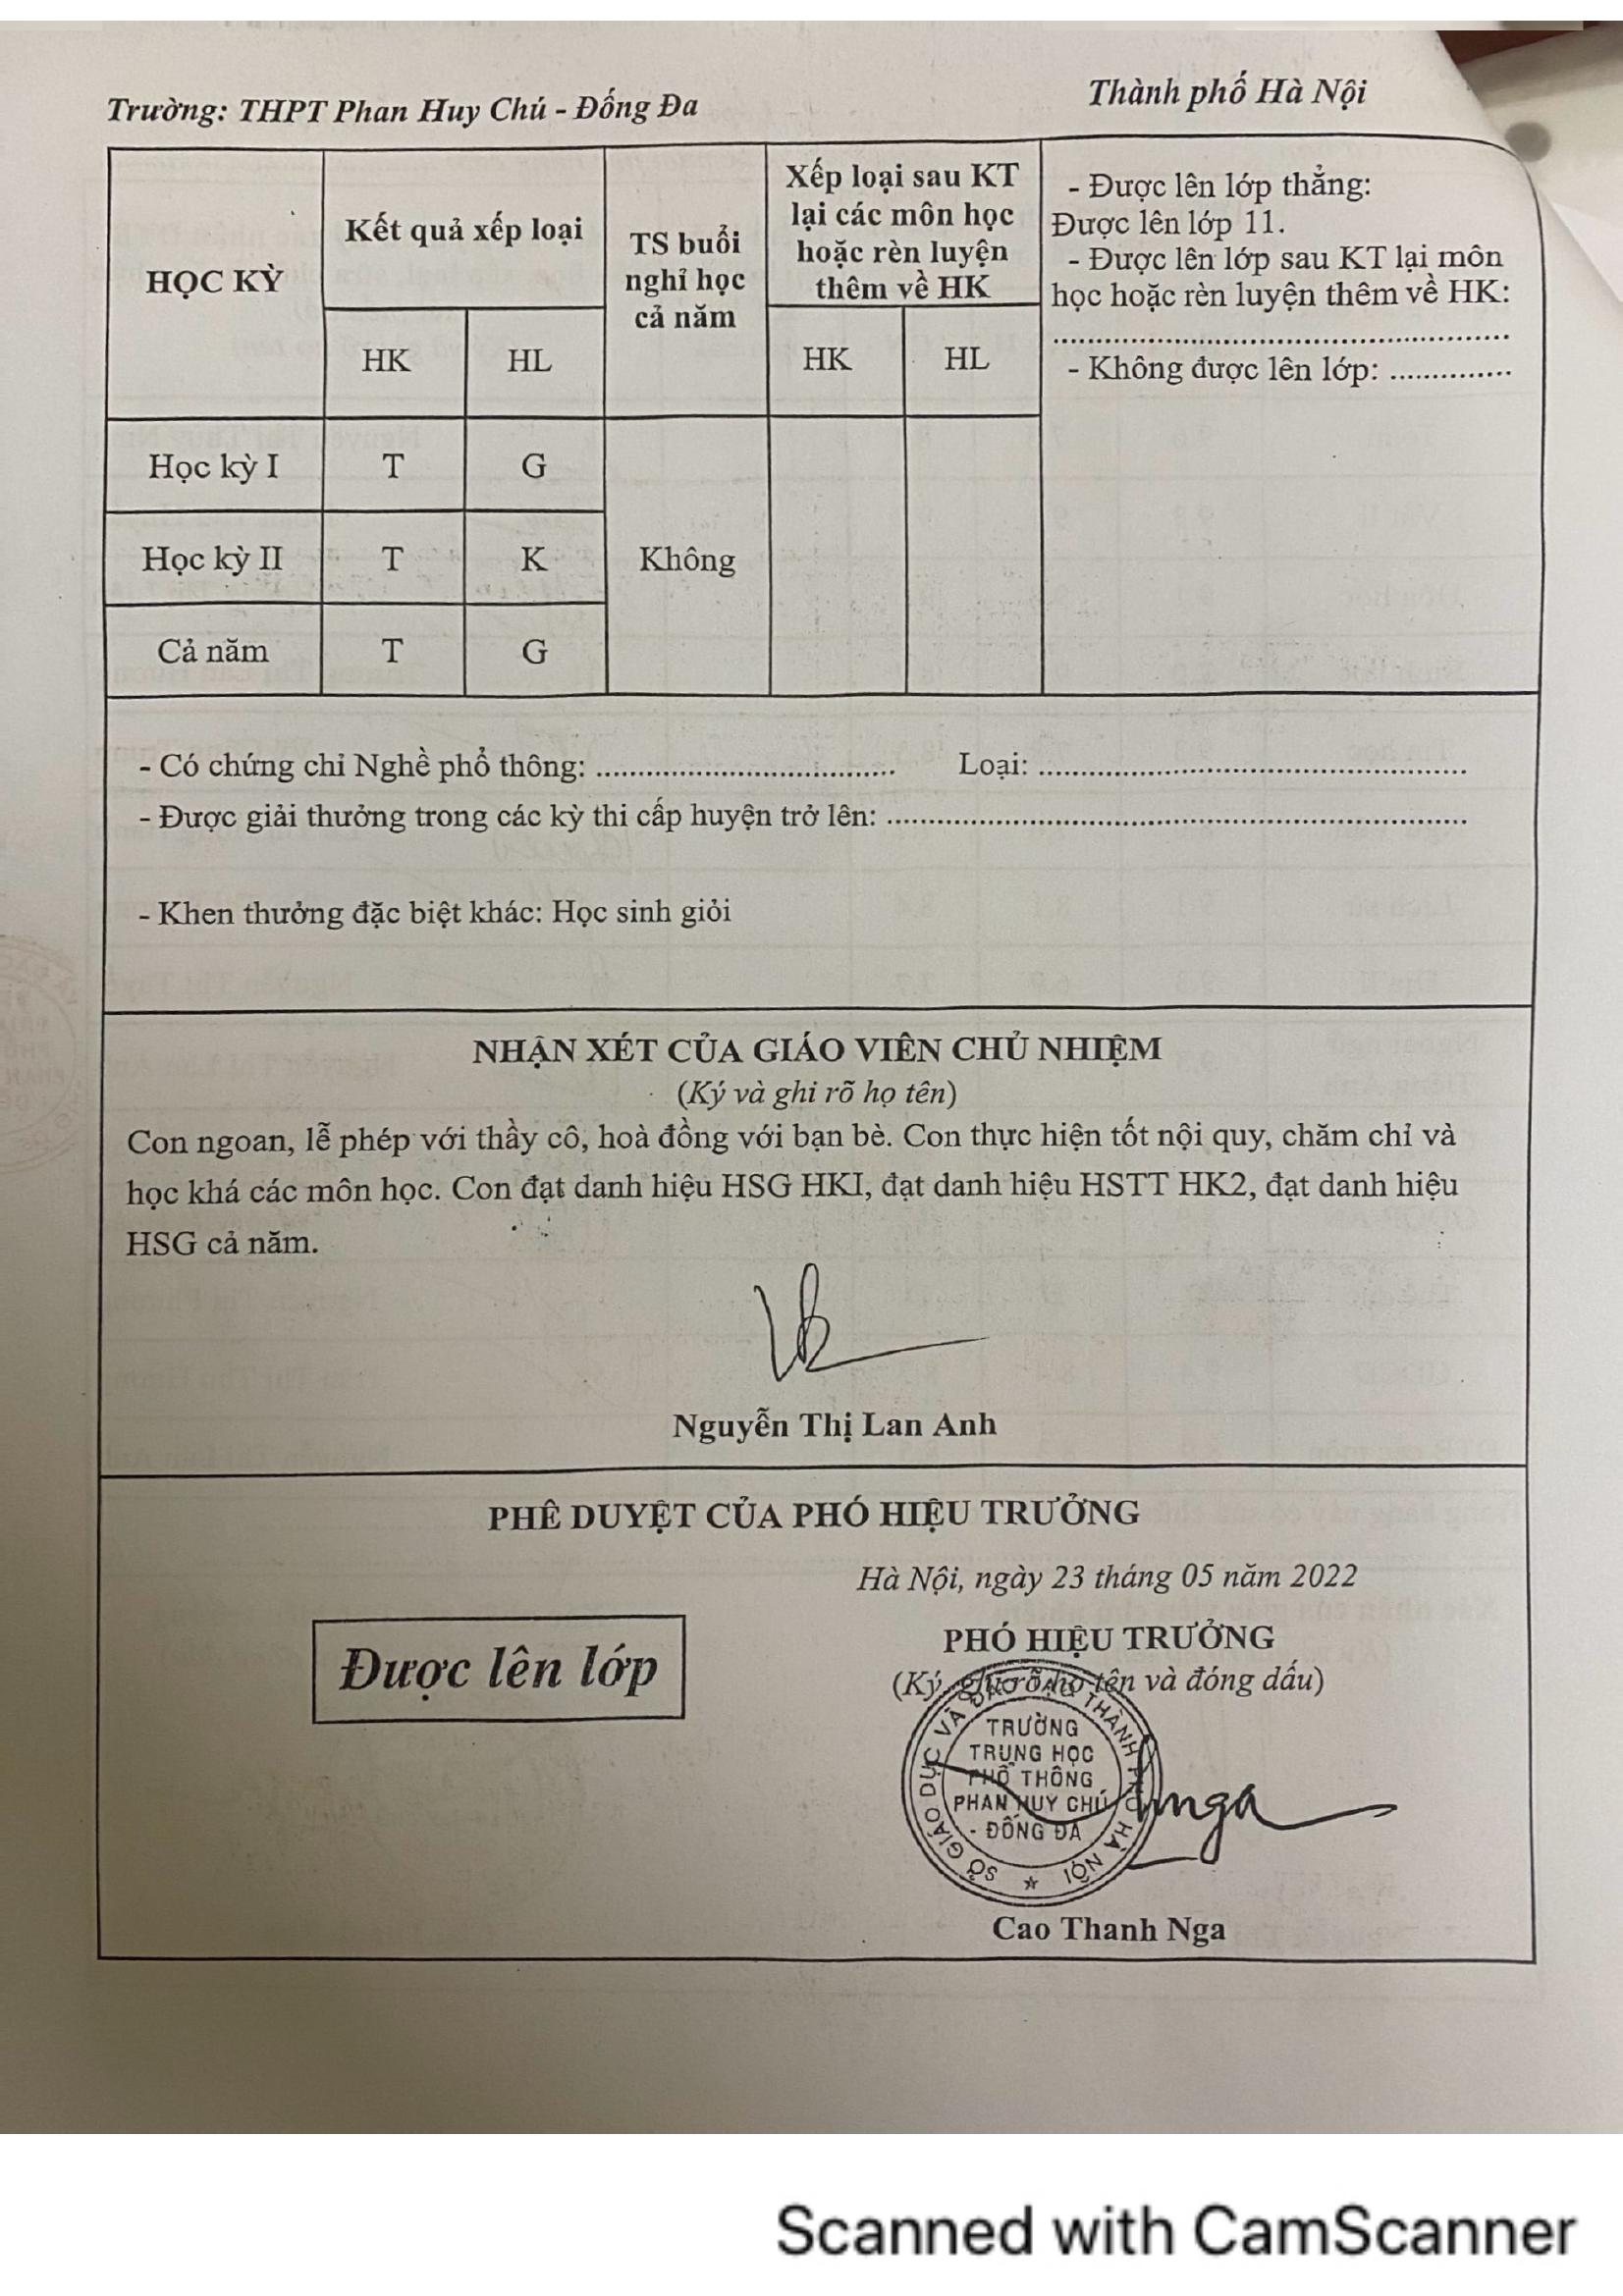 Trường: THPT Phan Huy Chú - Đống Đa
Thành phố Hà Nội
HỌC KỲ
Kết quả xếp loại
TS buổi
nghỉ học
cả năm
Xếp loại sau KT
lại các môn học
hoặc rèn luyện
thêm về HK
- Được lên lớp thẳng:
Được lên lớp 11.
- Được lên lớp sau KT lại môn
học hoặc rèn luyện thêm về HK:
..................................................
- Không được lên lớp: ..............
HK HL HK HL
Học kỳ I T G
Học kỳ II T K Không
Cả năm T G
- Có chứng chỉ Nghề phổ thông: .................................. Loại: ..................................................
- Được giải thưởng trong các kỳ thi cấp huyện trở lên: ..................................................................
- Khen thưởng đặc biệt khác: Học sinh giỏi
NHẬN XÉT CỦA GIÁO VIÊN CHỦ NHIỆM
(Ký và ghi rõ họ tên)
Con ngoan, lễ phép với thầy cô, hoà đồng với bạn bè. Con thực hiện tốt nội quy, chăm chỉ và
học khá các môn học. Con đạt danh hiệu HSG HKI, đạt danh hiệu HSTT HK2, đạt danh hiệu
HSG cả năm.
Nguyễn Thị Lan Anh
PHÊ DUYỆT CỦA PHÓ HIỆU TRƯỞNG
Hà Nội, ngày 23 tháng 05 năm 2022
Được lên lớp
PHÓ HIỆU TRƯỞNG
(Ký, ghi rõ họ tên và đóng dấu)
SỞ GIÁO DỤC VÀ ĐÀO TẠO THÀNH PHỐ HÀ NỘI
TRƯỜNG
TRUNG HỌC
PHỔ THÔNG
PHAN HUY CHÚ
- ĐỐNG ĐA
nga
Cao Thanh Nga
Scanned with CamScanner